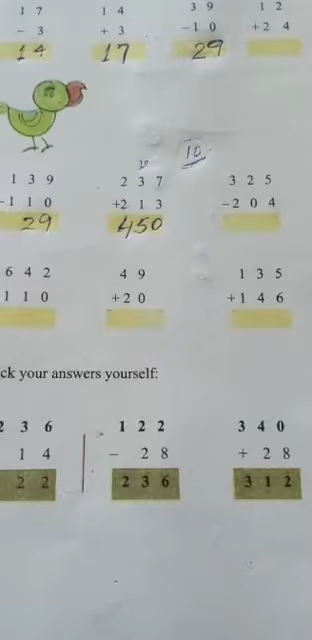 1 7 1 4 3 9 1 2
- 3 + 3 -1 0 +2 4
14 17 29
10 10
1 3 9 2 3 7 3 2 5
-1 1 0 +2 1 3 -2 0 4
29 450
6 4 2 4 9 1 3 5
1 1 0 +2 0 +1 4 6
ck your answers yourself:
2 3 6 1 2 2 3 4 0
1 4 - 2 8 + 2 8
2 2 2 3 6 3 1 2